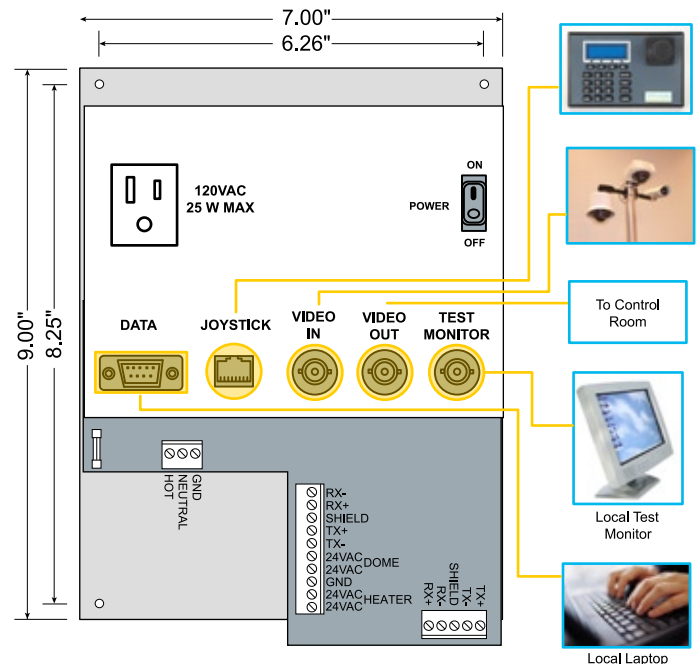 7.00"
6.26"
9.00"
8.25"
120VAC
25 W MAX
ON
POWER
OFF
DATA
JOYSTICK
VIDEO
IN
VIDEO
OUT
TEST
MONITOR
To Control
Room
Local Test
Monitor
Local Laptop
HOT
NEUTRAL
GND
RX-
RX+
SHIELD
TX+
TX-
24VAC
DOME
24VAC
GND
24VAC
HEATER
24VAC
RX+
RX-
SHIELD
TX-
TX+